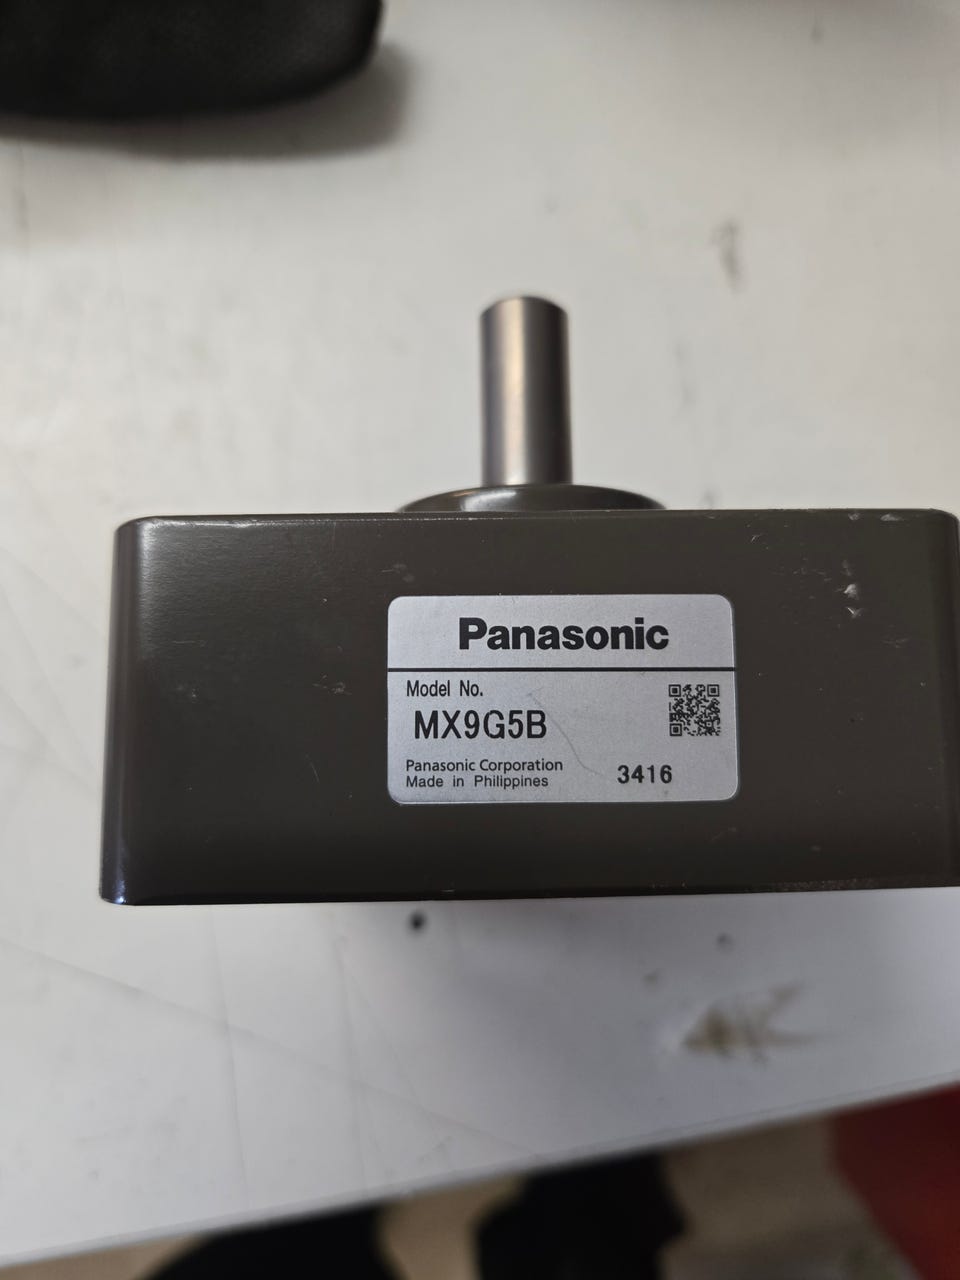 Panasonic
Model No.
MX9G5B
Panasonic Corporation
Made in Philippines
3416